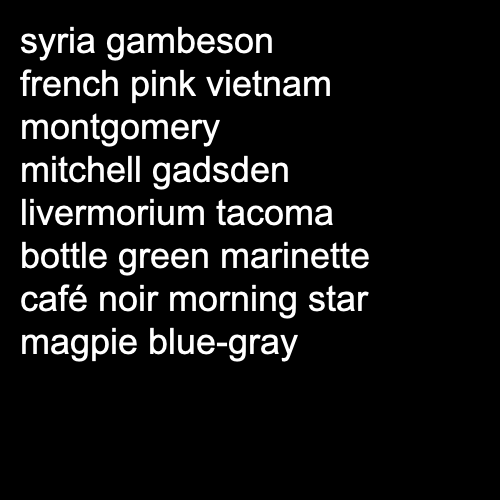 syria gambeson
french pink vietnam
montgomery
mitchell gadsden
livermorium tacoma
bottle green marinette
café noir morning star
magpie blue-gray